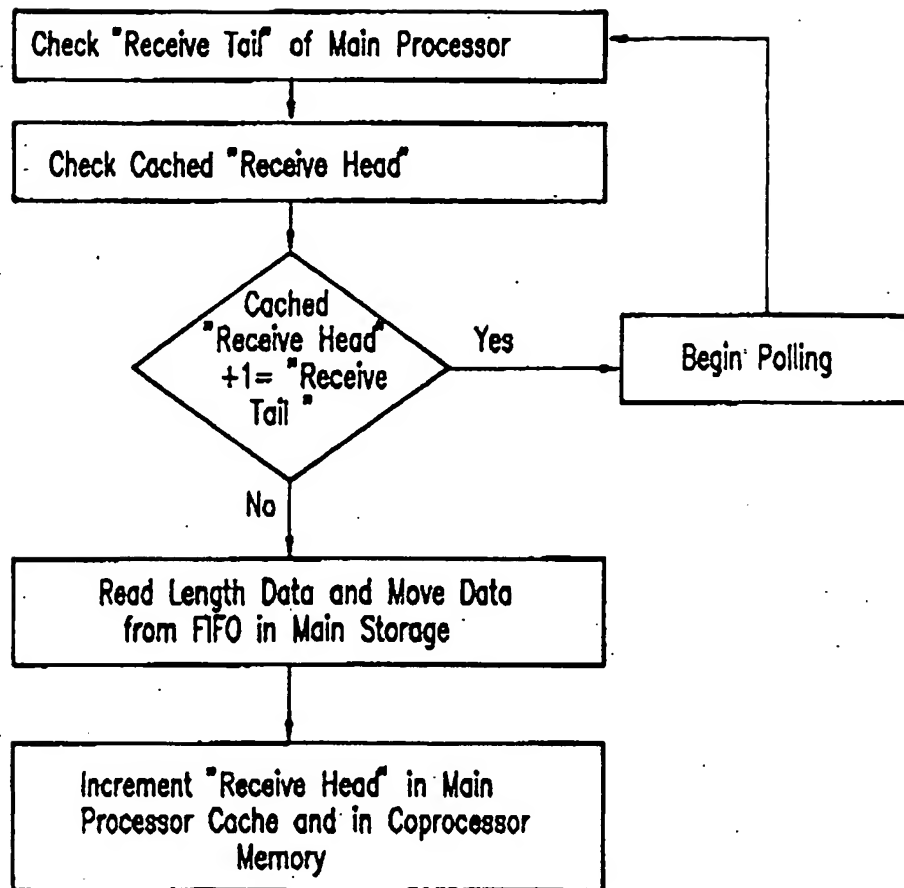 Check "Receive Tail" of Main Processor
Check Cached "Receive Head"
Cached
"Receive Head"
+1= "Receive
Tail "
Yes
Begin Polling
No
Read Length Data and Move Data
from FIFO in Main Storage
Increment "Receive Head" in Main
Processor Cache and in Coprocessor
Memory